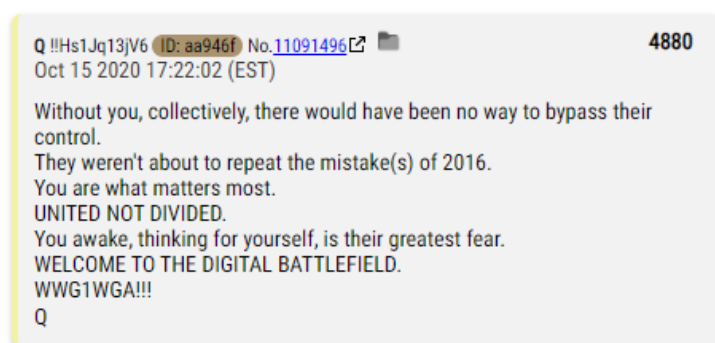 Q !!Hs1Jq13jV6 ID: aa946f No.11091496 4880
Oct 15 2020 17:22:02 (EST)
Without you, collectively, there would have been no way to bypass their
control.
They weren't about to repeat the mistake(s) of 2016.
You are what matters most.
UNITED NOT DIVIDED.
You awake, thinking for yourself, is their greatest fear.
WELCOME TO THE DIGITAL BATTLEFIELD.
WWG1WGA!!!
Q